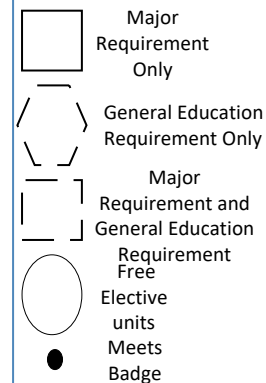 Major
Requirement
Only
General Education
Requirement Only
Major
Requirement and
General Education
Requirement
Free
Elective
units
Meets
Badge